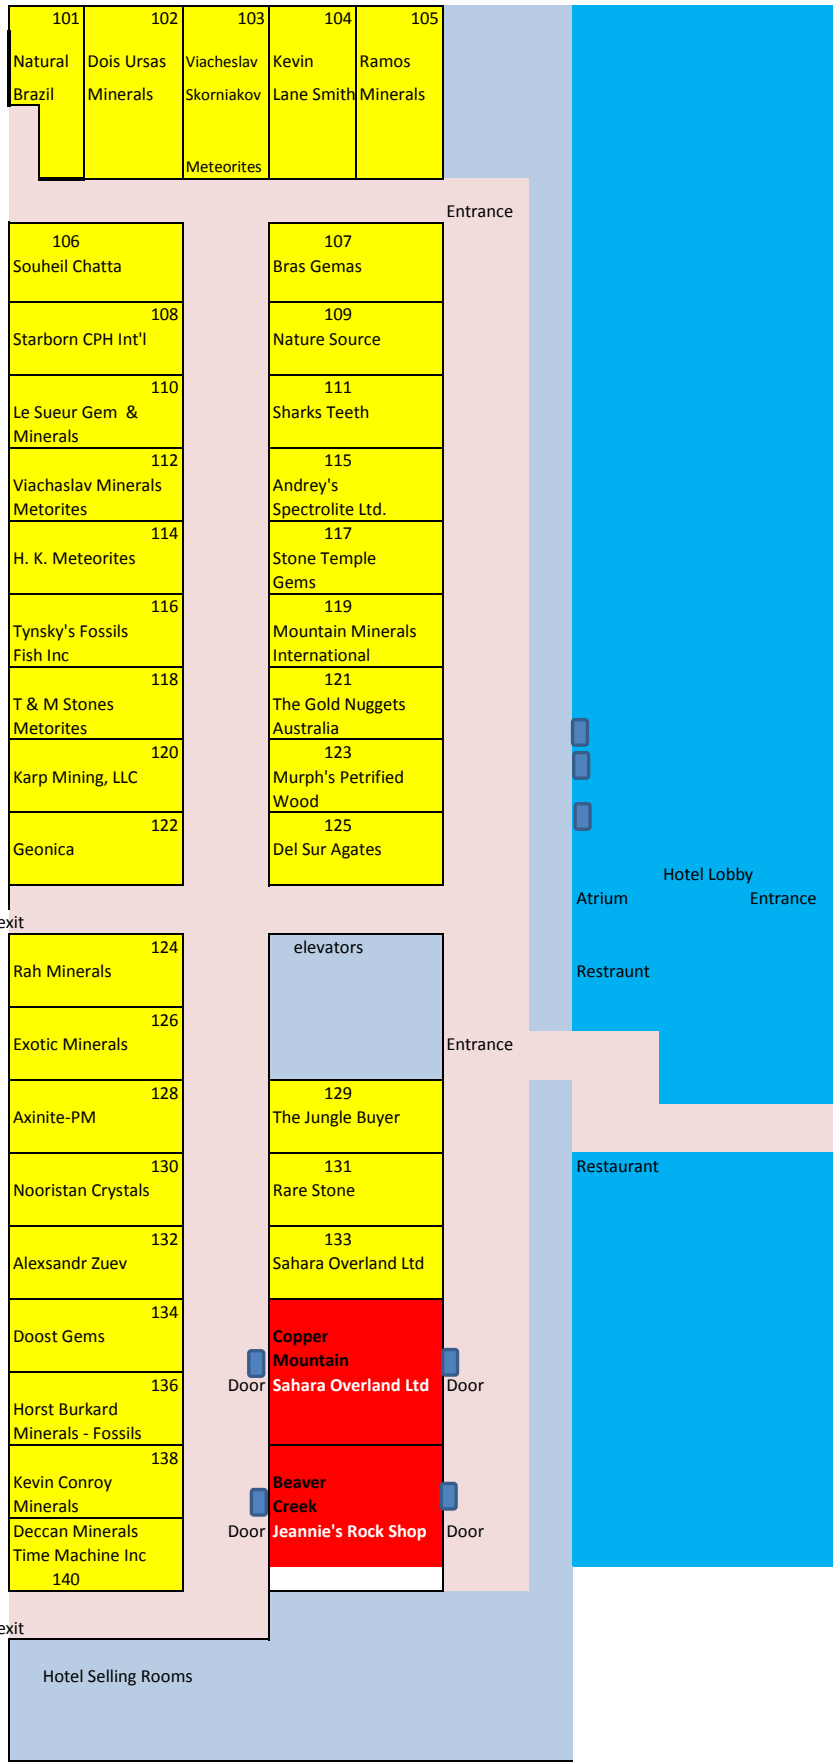 101
Natural
Brazil
102
Dois Ursas
Minerals
103
Viacheslav
Skorniakov
Meteorites
104
Kevin
Lane Smith
105
Ramos
Minerals
Entrance
106
Souheil Chatta
107
Bras Gemas
108
Starborn CPH Int'l
109
Nature Source
110
Le Sueur Gem &
Minerals
111
Sharks Teeth
112
Viachaslav Minerals
Metorites
115
Andrey's
Spectrolite Ltd.
114
H. K. Meteorites
117
Stone Temple
Gems
116
Tynsky's Fossils
Fish Inc
119
Mountain Minerals
International
118
T & M Stones
Metorites
121
The Gold Nuggets
Australia
120
Karp Mining, LLC
123
Murph's Petrified
Wood
122
Geonica
125
Del Sur Agates
Hotel Lobby
Atrium Entrance
exit
124
Rah Minerals
elevators
Restraunt
126
Exotic Minerals
Entrance
128
Axinite-PM
129
The Jungle Buyer
130
Nooristan Crystals
131
Rare Stone
Restaurant
132
Alexsandr Zuev
133
Sahara Overland Ltd
134
Doost Gems
Copper
Mountain
Door Sahara Overland Ltd Door
136
Horst Burkard
Minerals - Fossils
138
Kevin Conroy
Minerals
Beaver
Creek
Door Jeannie's Rock Shop Door
Deccan Minerals
Time Machine Inc
140
exit
Hotel Selling Rooms